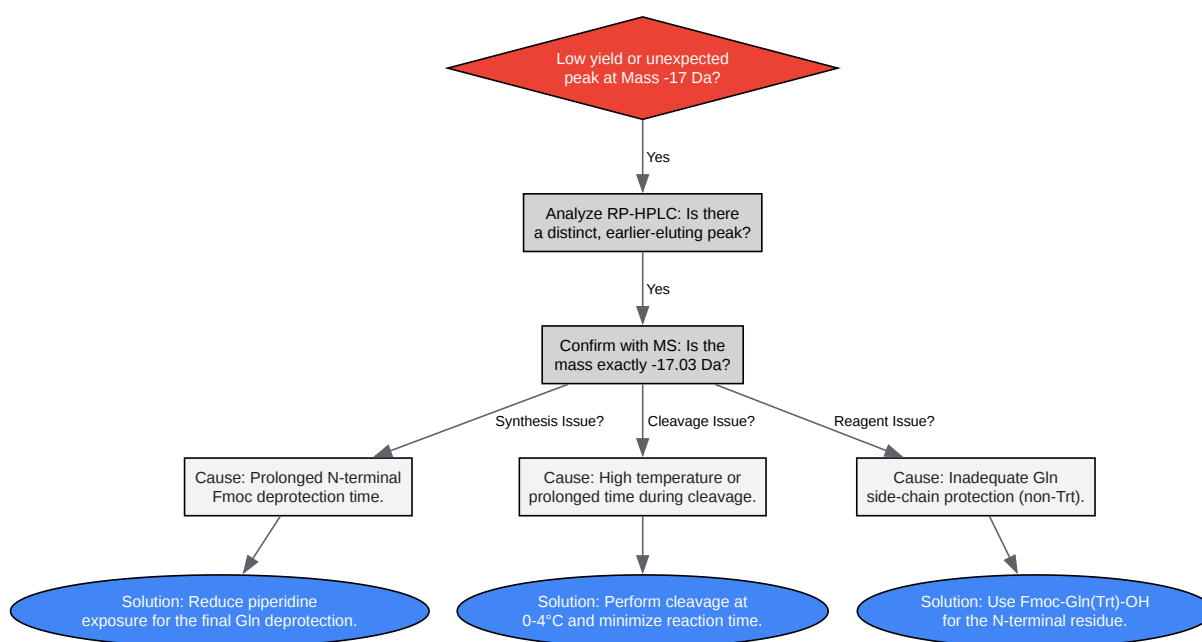 Low yield or unexpected
peak at Mass -17 Da?
Yes
Analyze RP-HPLC: Is there
a distinct, earlier-eluting peak?
Yes
Confirm with MS: Is the
mass exactly -17.03 Da?
Synthesis Issue?
Cleavage Issue?
Reagent Issue?
Cause: Prolonged N-terminal
Fmoc deprotection time.
Cause: High temperature or
prolonged time during cleavage.
Cause: Inadequate Gln
side-chain protection (non-Trt).
Solution: Reduce piperidine
exposure for the final Gln deprotection.
Solution: Perform cleavage at
0-4°C and minimize reaction time.
Solution: Use Fmoc-Gln(Trt)-OH
for the N-terminal residue.